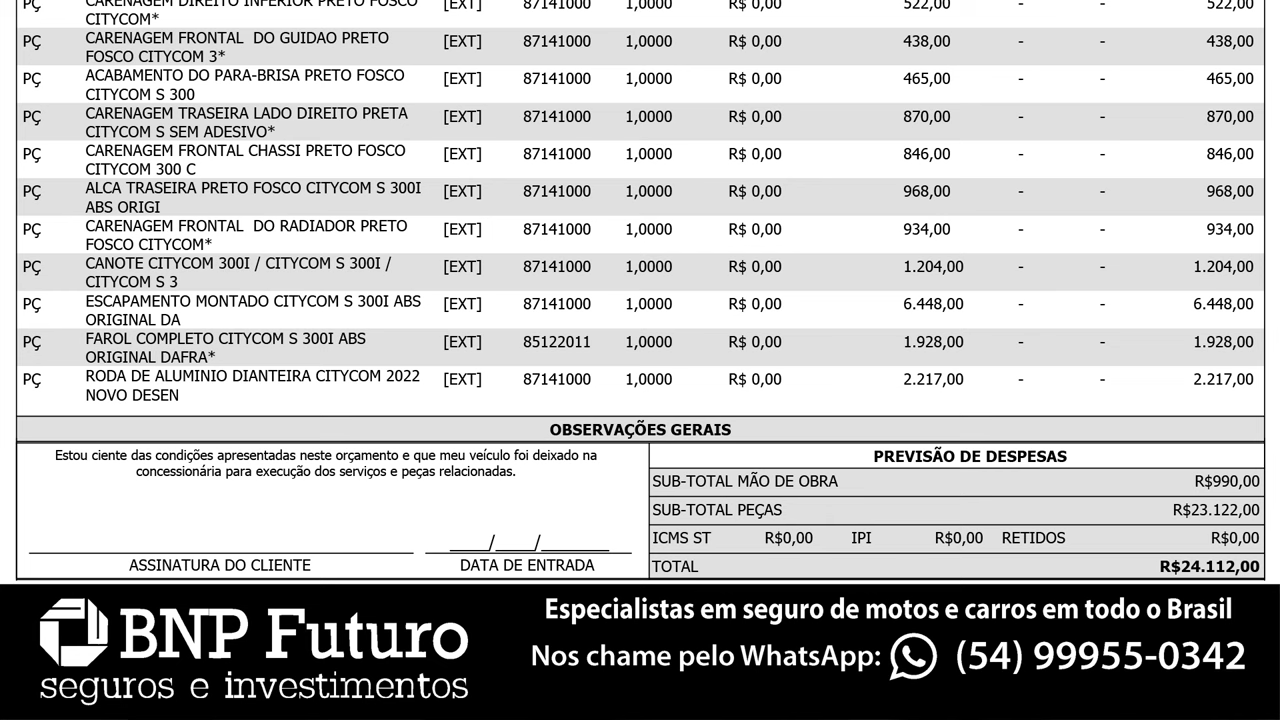 PÇ CARENAGEM DIREITO INFERIOR PRETO FOSCO [EXT] 87141000 1,0000 R$ 0,00 522,00 - - 522,00
CITYCOM*
PÇ CARENAGEM FRONTAL DO GUIDAO PRETO [EXT] 87141000 1,0000 R$ 0,00 438,00 - - 438,00
FOSCO CITYCOM 3*
PÇ ACABAMENTO DO PARA-BRISA PRETO FOSCO [EXT] 87141000 1,0000 R$ 0,00 465,00 - - 465,00
CITYCOM S 300
PÇ CARENAGEM TRASEIRA LADO DIREITO PRETA [EXT] 87141000 1,0000 R$ 0,00 870,00 - - 870,00
CITYCOM S SEM ADESIVO*
PÇ CARENAGEM FRONTAL CHASSI PRETO FOSCO [EXT] 87141000 1,0000 R$ 0,00 846,00 - - 846,00
CITYCOM 300 C
PÇ ALCA TRASEIRA PRETO FOSCO CITYCOM S 300I [EXT] 87141000 1,0000 R$ 0,00 968,00 - - 968,00
ABS ORIGI
PÇ CARENAGEM FRONTAL DO RADIADOR PRETO [EXT] 87141000 1,0000 R$ 0,00 934,00 - - 934,00
FOSCO CITYCOM*
PÇ CANOTE CITYCOM 300I / CITYCOM S 300I / [EXT] 87141000 1,0000 R$ 0,00 1.204,00 - - 1.204,00
CITYCOM S 3
PÇ ESCAPAMENTO MONTADO CITYCOM S 300I ABS [EXT] 87141000 1,0000 R$ 0,00 6.448,00 - - 6.448,00
ORIGINAL DA
PÇ FAROL COMPLETO CITYCOM S 300I ABS [EXT] 85122011 1,0000 R$ 0,00 1.928,00 - - 1.928,00
ORIGINAL DAFRA*
PÇ RODA DE ALUMINIO DIANTEIRA CITYCOM 2022 [EXT] 87141000 1,0000 R$ 0,00 2.217,00 - - 2.217,00
NOVO DESEN
OBSERVAÇÕES GERAIS
Estou ciente das condições apresentadas neste orçamento e que meu veículo foi deixado na
concessionária para execução dos serviços e peças relacionadas.
____/____/_______
ASSINATURA DO CLIENTE DATA DE ENTRADA
PREVISÃO DE DESPESAS
SUB-TOTAL MÃO DE OBRA R$990,00
SUB-TOTAL PEÇAS R$23.122,00
ICMS ST R$0,00 IPI R$0,00 RETIDOS R$0,00
TOTAL R$24.112,00
BNP Futuro
seguros e investimentos
Especialistas em seguro de motos e carros em todo o Brasil
Nos chame pelo WhatsApp: (54) 99955-0342